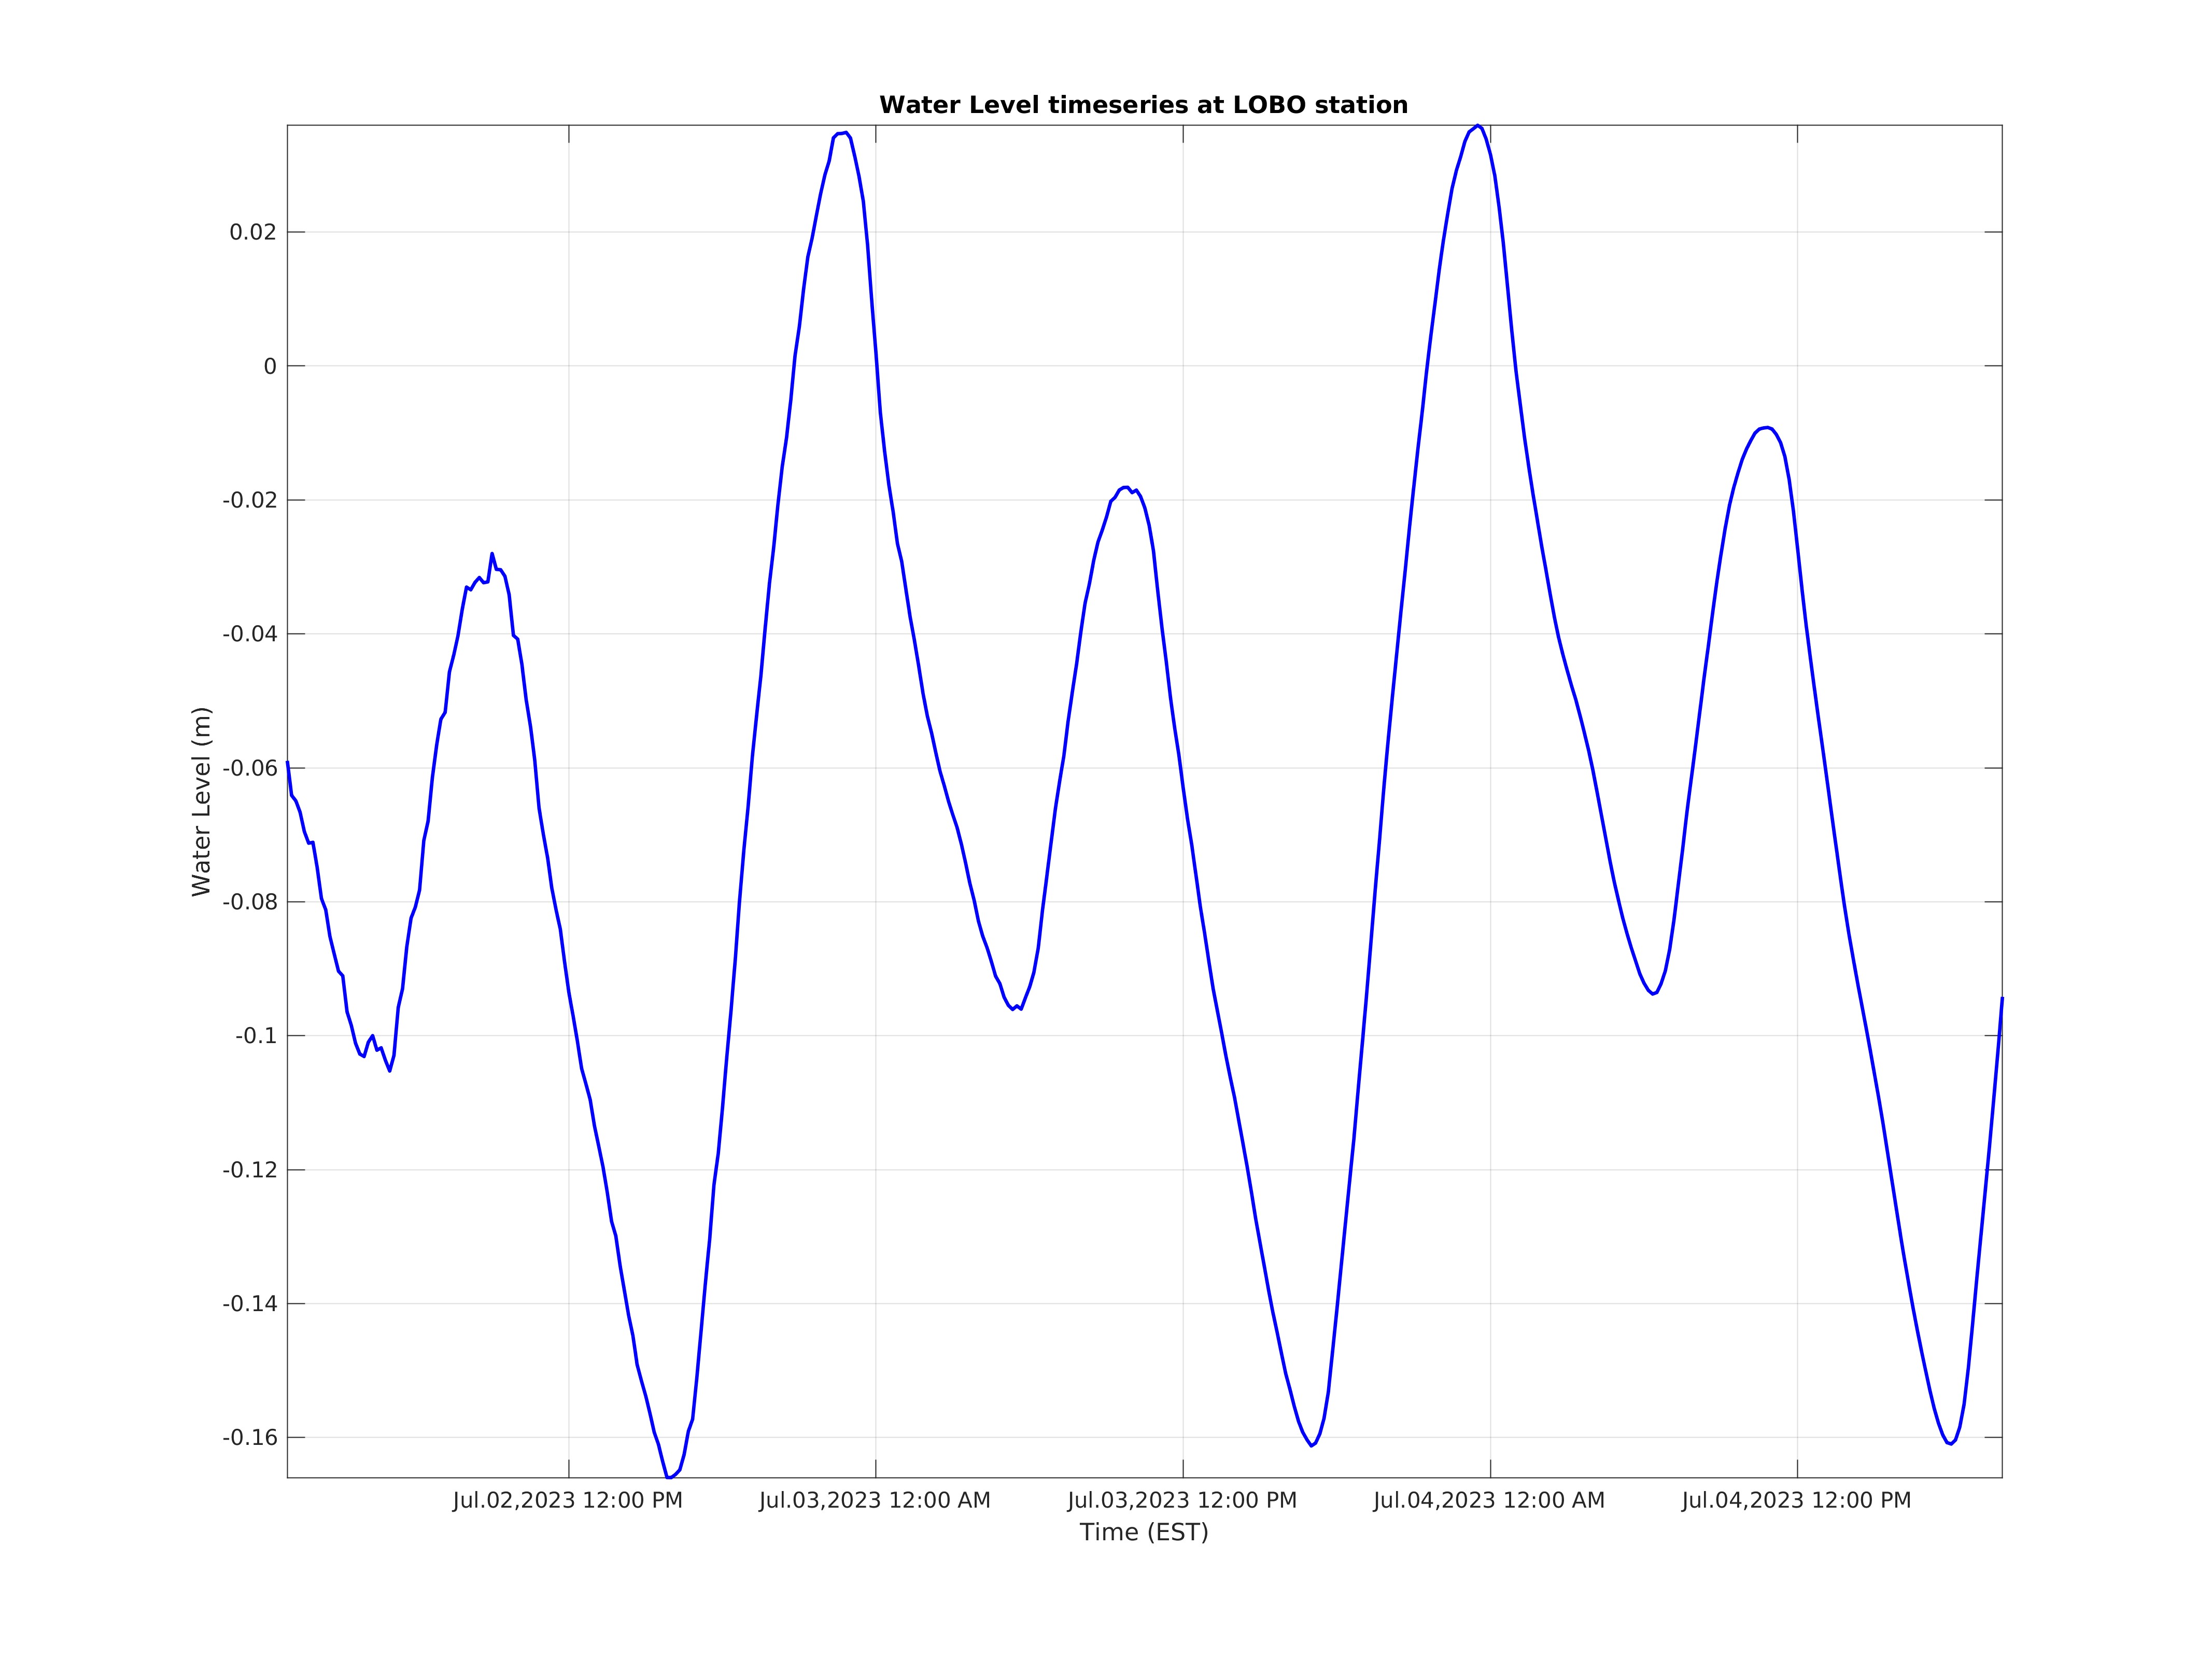 Water Level timeseries at LOBO station
0.02
0
-0.02
-0.04
-0.06
-0.08
-0.1
-0.12
-0.14
-0.16
Water Level (m)
Jul.02,2023 12:00 PM
Jul.03,2023 12:00 AM
Jul.03,2023 12:00 PM
Jul.04,2023 12:00 AM
Jul.04,2023 12:00 PM
Time (EST)